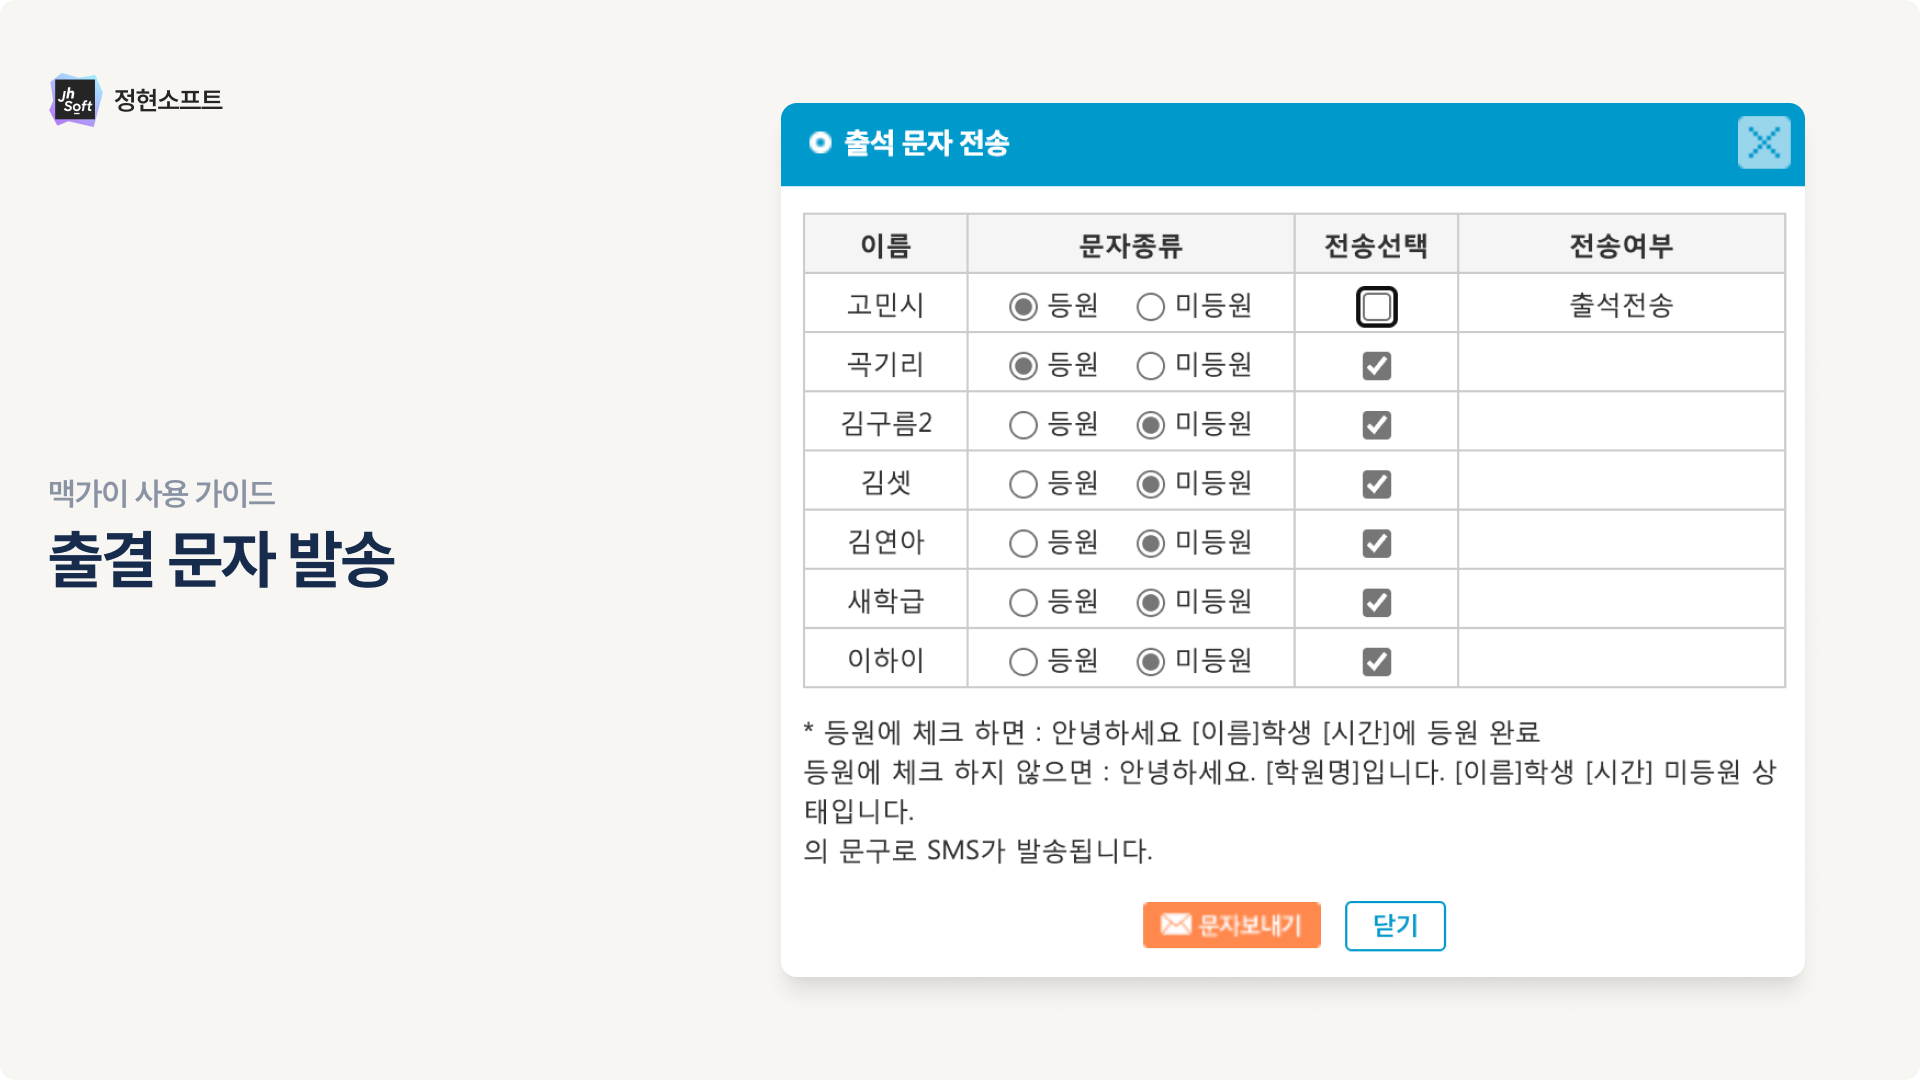 jh
Soft
정현소프트
맥가이 사용 가이드
출결 문자 발송
출석 문자 전송
이름 문자종류 전송선택 전송여부
고민시 등원 미등원 출석전송
곡기리 등원 미등원
김구름2 등원 미등원
김셋 등원 미등원
김연아 등원 미등원
새학급 등원 미등원
이하이 등원 미등원
* 등원에 체크 하면 : 안녕하세요 [이름]학생 [시간]에 등원 완료
등원에 체크 하지 않으면 : 안녕하세요. [학원명]입니다. [이름]학생 [시간] 미등원 상
태입니다.
의 문구로 SMS가 발송됩니다.
문자보내기 닫기